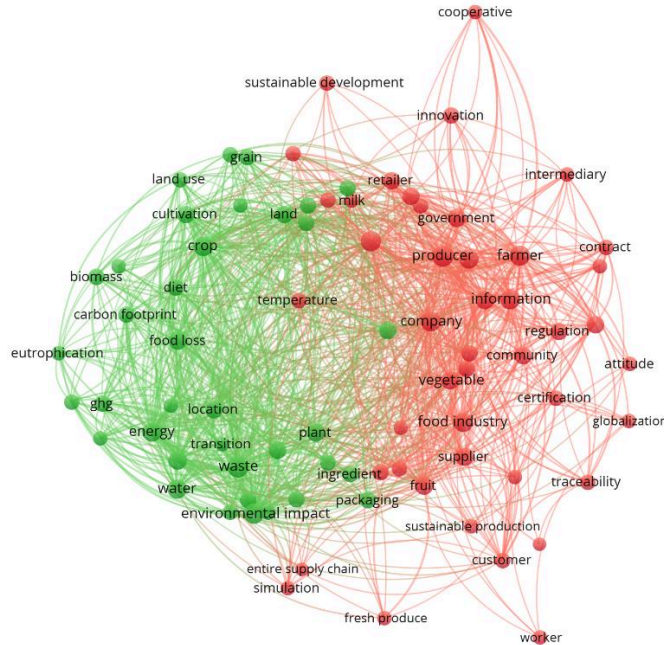 cooperative
sustainable development
innovation
grain
land use
retailer
intermediary
milk
cultivation
land
government
crop
producer
farmer
contract
biomass
diet
temperature
information
carbon footprint
company
regulation
food loss
eutrophication
community
attitude
vegetable
ghg
location
certification
energy
plant
food industry
globalization
transition
waste
supplier
water
ingredient
fruit
traceability
packaging
environmental impact
sustainable production
entire supply chain
customer
simulation
fresh produce
worker